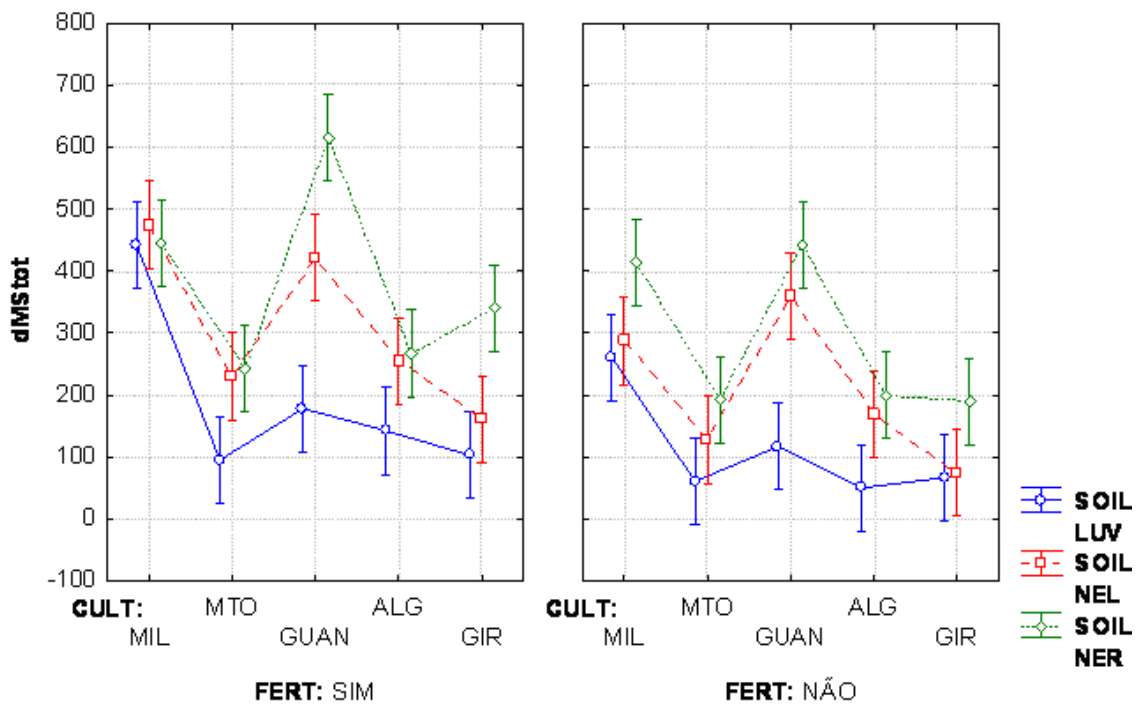 800
700
600
500
400
300
200
100
0
-100
dMStot
CULT: MTO ALG
MIL GUAN GIR
FERT: SIM
MTO ALG
CULT: MIL GUAN GIR
FERT: NÃO
SOIL
LUV
SOIL
NEL
SOIL
NER